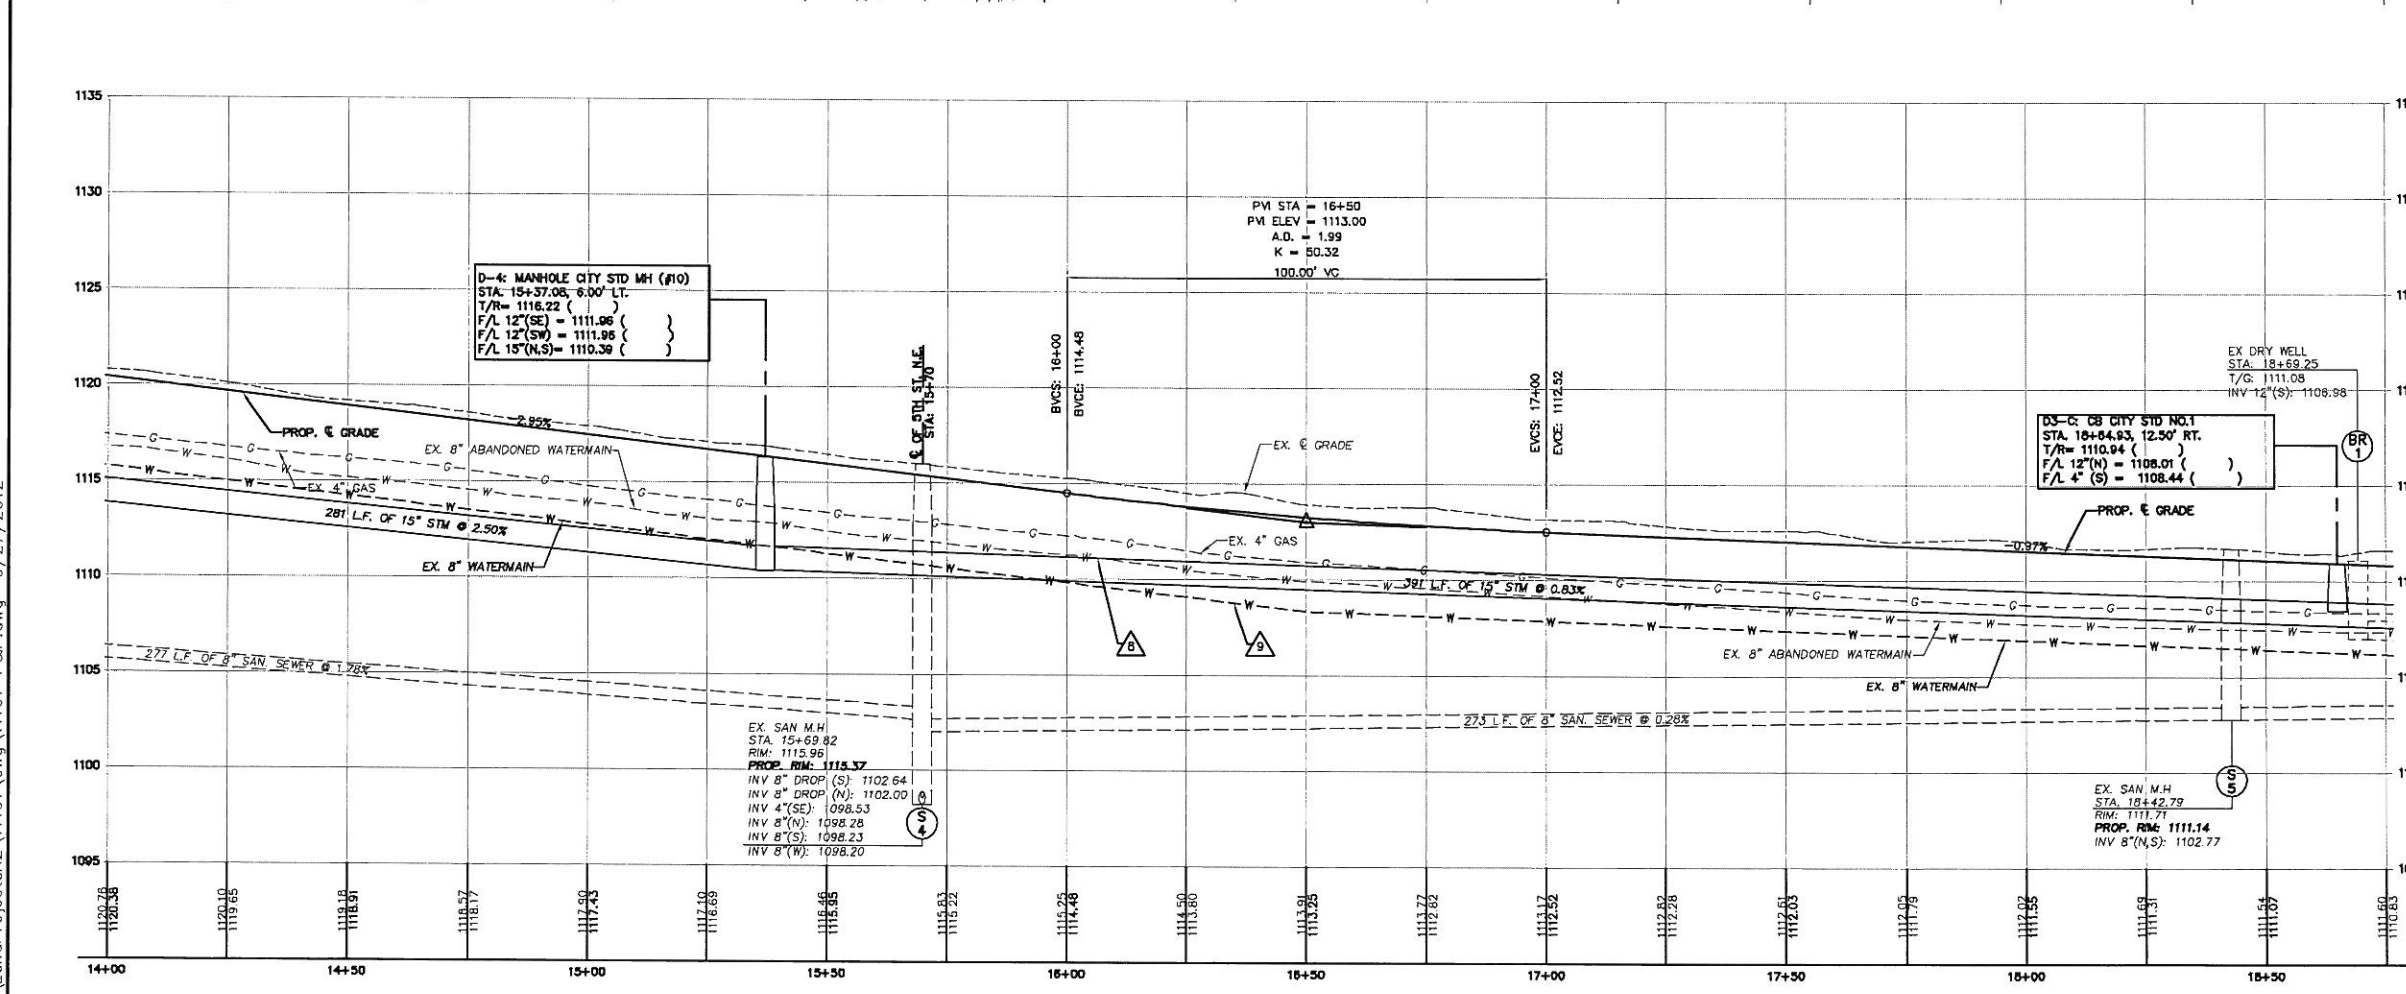 1135
1130
1125
1120
1115
1110
1105
1100
1095
PVI STA = 16+50
PVI ELEV = 1113.00
A.D. = 1.99
K = 50.32
100.00' VC
D-4: MANHOLE CITY STD MH (#10)
STA. 15+37.08, 6.00' LT.
T/R= 1116.22 ( )
F/L 12"(SE) = 1111.96 ( )
F/L 12"(SW) = 1111.95 ( )
F/L 15"(N,S)= 1110.39 ( )
℄ OF 5TH ST. N.E.
STA: 15+70
BVCS: 16+00
BVCE: 1114.48
EVCS: 17+00
EVCE: 1112.52
EX DRY WELL
STA: 18+69.25
T/G: 1111.08
INV 12"(S): 1106.98
BR
1
D3-C: CB CITY STD NO.1
STA. 18+64.93, 12.50' RT.
T/R= 1110.94 ( )
F/L 12"(N) = 1108.01 ( )
F/L 4" (S) = 1108.44 ( )
-2.95%
PROP. ℄ GRADE
EX. 8" ABANDONED WATERMAIN
EX. 4" GAS
281 L.F. OF 15" STM @ 2.50%
EX. 8" WATERMAIN
EX. ℄ GRADE
EX. 4" GAS
391 L.F. OF 15" STM @ 0.83%
-0.97%
PROP. ℄ GRADE
8
9
EX. 8" ABANDONED WATERMAIN
EX. 8" WATERMAIN
277 L.F. OF 8" SAN. SEWER @ 1.78%
273 L.F. OF 8" SAN. SEWER @ 0.28%
EX. SAN M.H
STA. 15+69.82
RIM: 1115.96
PROP. RIM: 1115.37
INV 8" DROP (S): 1102.64
INV 8" DROP (N): 1102.00
INV 4"(SE): 1098.53
INV 8"(N): 1098.28
INV 8"(S): 1098.23
INV 8"(W): 1098.20
S
4
EX. SAN M.H
STA. 18+42.79
RIM: 1111.71
PROP. RIM: 1111.14
INV 8"(N,S): 1102.77
S
5
1120.76
1120.38
1120.10
1119.65
1119.18
1118.91
1118.57
1118.17
1117.90
1117.43
1117.10
1116.69
1116.46
1115.95
1115.83
1115.22
1115.25
1114.48
1114.50
1113.80
1113.91
1113.25
1113.77
1112.82
1113.17
1112.52
1112.82
1112.28
1112.61
1112.03
1112.05
1111.79
1112.02
1111.55
1111.69
1111.31
1111.54
1111.07
1111.60
1110.83
14+00
14+50
15+00
15+50
16+00
16+50
17+00
17+50
18+00
18+50